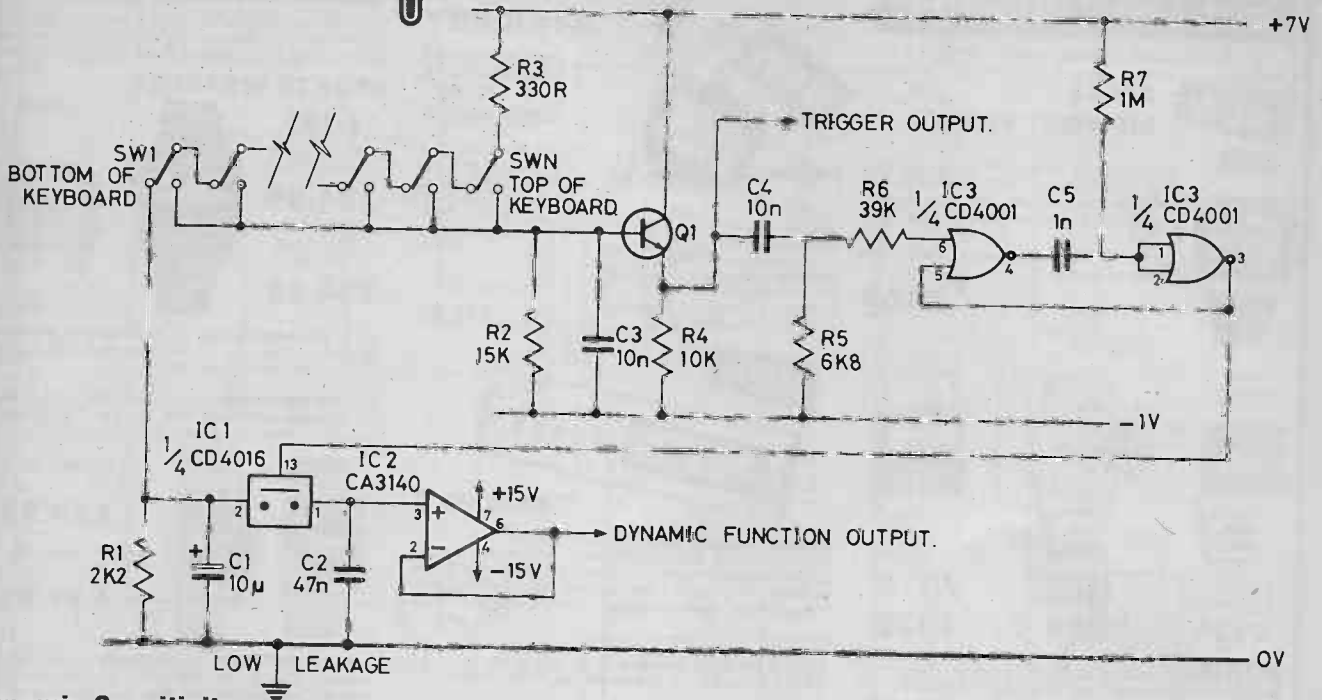 +7V
R3
330R
R7
1M
TRIGGER OUTPUT.
SW1
BOTTOM OF
KEYBOARD
SWN
TOP OF
KEYBOARD
Q1
C4
10n
R6
39K
IC3
1/4 CD4001
6
5
4
C5
1n
IC3
1/4 CD4001
1
2
3
R2
15K
C3
10n
R4
10K
R5
6K8
-1V
IC1
1/4 CD4016
13
2
1
IC2
CA3140
+15V
3
+
7
6
2
-
4
-15V
DYNAMIC FUNCTION OUTPUT.
R1
2K2
+
C1
10µ
C2
47n
LOW LEAKAGE
0V